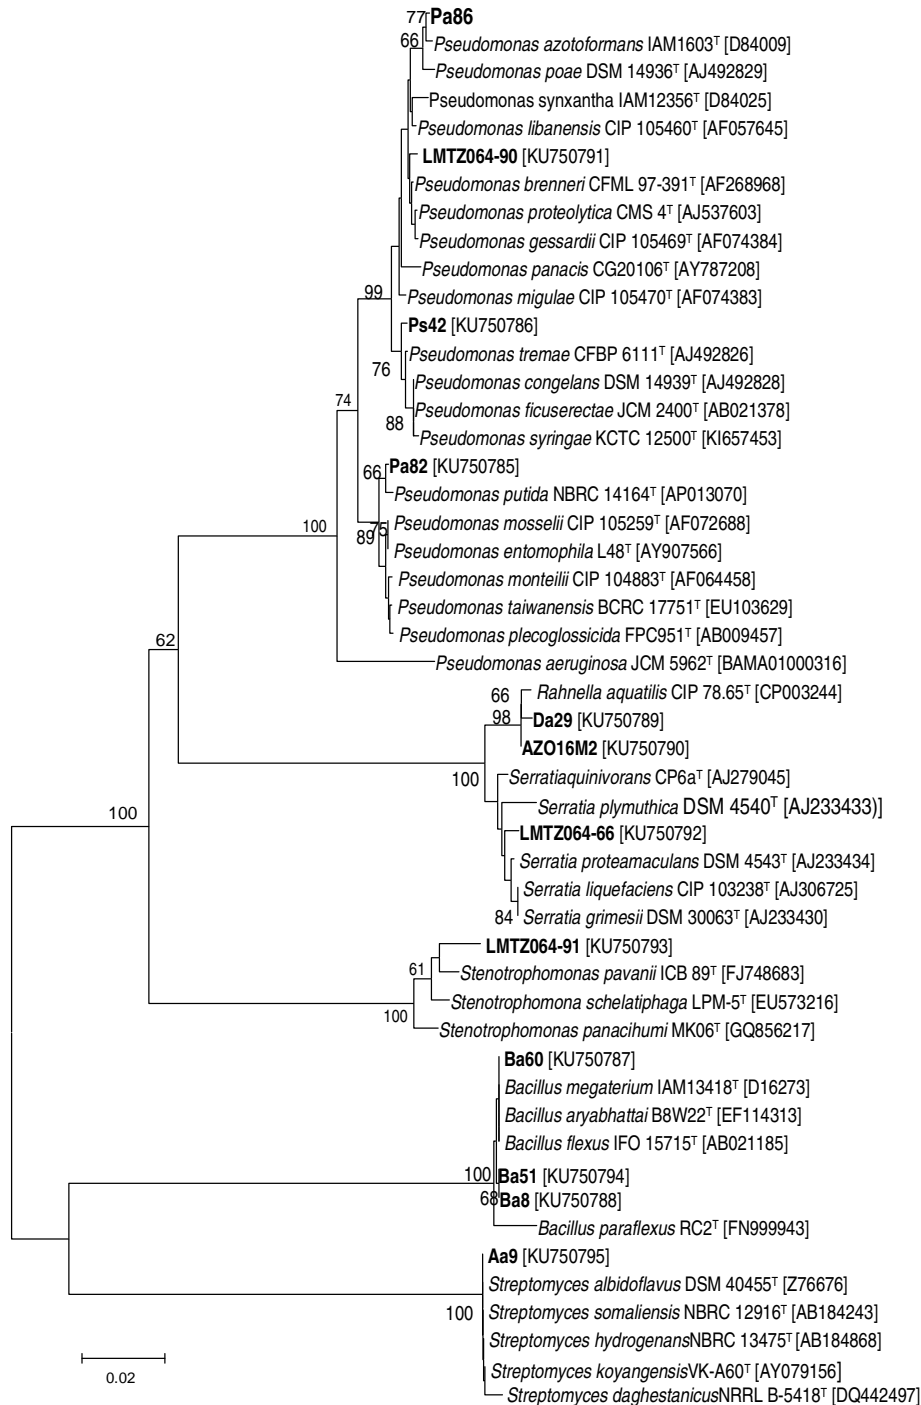 77 Pa86
66
Pseudomonas azotoformans IAM1603ᵀ [D84009]
Pseudomonas poae DSM 14936ᵀ [AJ492829]
Pseudomonas synxantha IAM12356ᵀ [D84025]
Pseudomonas libanensis CIP 105460ᵀ [AF057645]
LMTZ064-90 [KU750791]
Pseudomonas brenneri CFML 97-391ᵀ [AF268968]
Pseudomonas proteolytica CMS 4ᵀ [AJ537603]
Pseudomonas gessardii CIP 105469ᵀ [AF074384]
Pseudomonas panacis CG20106ᵀ [AY787208]
99
Pseudomonas migulae CIP 105470ᵀ [AF074383]
Ps42 [KU750786]
Pseudomonas tremae CFBP 6111ᵀ [AJ492826]
76
Pseudomonas congelans DSM 14939ᵀ [AJ492828]
74
Pseudomonas ficuserectae JCM 2400ᵀ [AB021378]
88
Pseudomonas syringae KCTC 12500ᵀ [KI657453]
66 Pa82 [KU750785]
Pseudomonas putida NBRC 14164ᵀ [AP013070]
100
75
89
Pseudomonas mosselii CIP 105259ᵀ [AF072688]
Pseudomonas entomophila L48ᵀ [AY907566]
Pseudomonas monteilii CIP 104883ᵀ [AF064458]
Pseudomonas taiwanensis BCRC 17751ᵀ [EU103629]
Pseudomonas plecoglossicida FPC951ᵀ [AB009457]
62
Pseudomonas aeruginosa JCM 5962ᵀ [BAMA01000316]
66
Rahnella aquatilis CIP 78.65ᵀ [CP003244]
98
Da29 [KU750789]
AZO16M2 [KU750790]
100
Serratiaquinivorans CP6aᵀ [AJ279045]
Serratia plymuthica DSM 4540ᵀ [AJ233433)]
100
LMTZ064-66 [KU750792]
Serratia proteamaculans DSM 4543ᵀ [AJ233434]
Serratia liquefaciens CIP 103238ᵀ [AJ306725]
84
Serratia grimesii DSM 30063ᵀ [AJ233430]
LMTZ064-91 [KU750793]
61
Stenotrophomonas pavanii ICB 89ᵀ [FJ748683]
Stenotrophomona schelatiphaga LPM-5ᵀ [EU573216]
100
Stenotrophomonas panacihumi MK06ᵀ [GQ856217]
Ba60 [KU750787]
Bacillus megaterium IAM13418ᵀ [D16273]
Bacillus aryabhattai B8W22ᵀ [EF114313]
Bacillus flexus IFO 15715ᵀ [AB021185]
100 Ba51 [KU750794]
68 Ba8 [KU750788]
Bacillus paraflexus RC2ᵀ [FN999943]
Aa9 [KU750795]
Streptomyces albidoflavus DSM 40455ᵀ [Z76676]
100
Streptomyces somaliensis NBRC 12916ᵀ [AB184243]
Streptomyces hydrogenansNBRC 13475ᵀ [AB184868]
Streptomyces koyangensisVK-A60ᵀ [AY079156]
0.02
Streptomyces daghestanicusNRRL B-5418ᵀ [DQ442497]